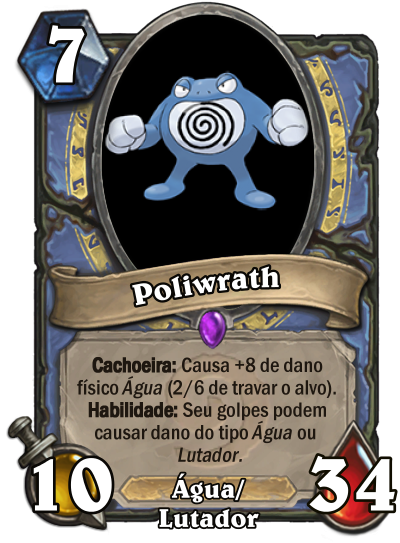 7
Poliwrath
Cachoeira: Causa +8 de dano
físico Água (2/6 de travar o alvo).
Habilidade: Seu golpes podem
causar dano do tipo Água ou
Lutador.
10
Água/
Lutador
34